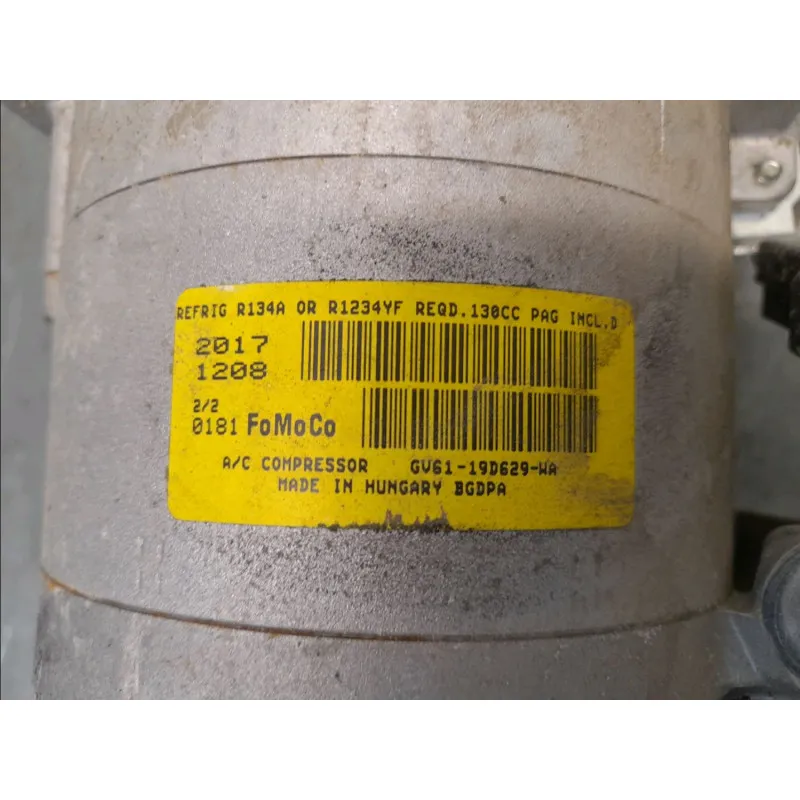 REFRIG R134A OR R1234YF REQD.130CC PAG INCL.D
2017
1208
2/2
0181 FoMoCo
A/C COMPRESSOR GV61-19D629-WA
MADE IN HUNGARY BGDPA